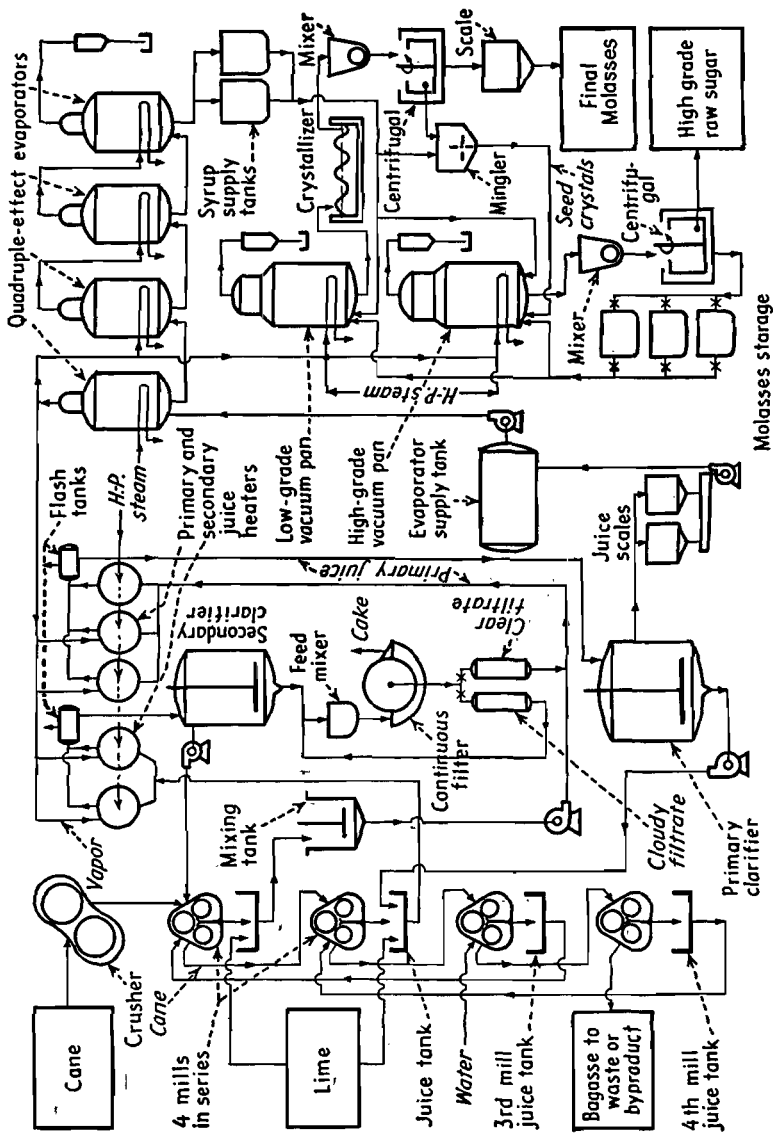 Cane
Crusher
Cane
4 mills
in series
Lime
Juice tank
Water
3rd mill
juice tank
Bagasse to
waste or
byproduct
4th mill
juice tank
Vapor
Flash
tanks
H.P.
steam
Primary and
secondary
juice
heaters
Secondary
clarifier
Mixing
tank
Feed
mixer
Cake
Continuous
filter
Clear
filtrate
Cloudy
filtrate
Primary juice
Primary
clarifier
Juice
scales
Evaporator
supply tank
Quadruple-effect evaporators
Syrup
supply
tanks
Low-grade
vacuum pan
High-grade
vacuum pan
H-P. steam
Crystallizer
Mixer
Centrifugal
Scale
Mingler
Final
Molasses
Seed
crystals
Mixer
Centrifu-
gal
High grade
raw sugar
Molasses starage